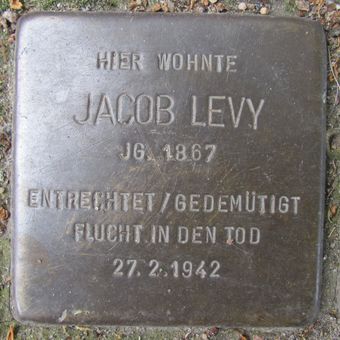 HIER WOHNTE
JACOB LEVY
JG. 1867
ENTRECHTET/GEDEMÜTIGT
FLUCHT IN DEN TOD
27.2.1942